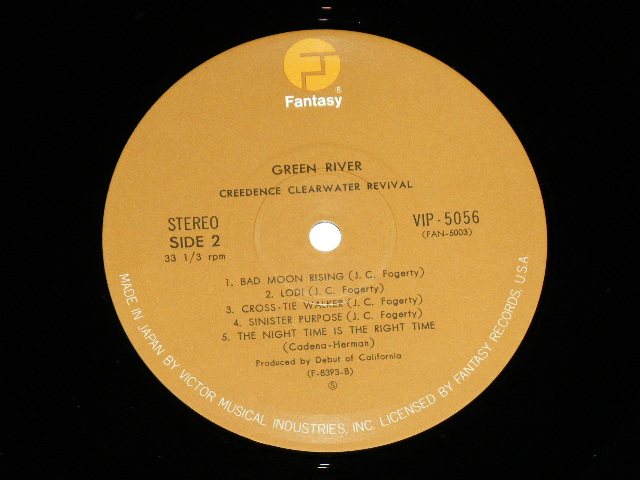 Fantasy ®
GREEN RIVER
CREEDENCE CLEARWATER REVIVAL
STEREO
SIDE 2
33 1/3 rpm
VIP-5056
(FAN-5003)
1. BAD MOON RISING (J. C. Fogerty)
2. LODI (J. C. Fogerty)
3. CROSS-TIE WALKER (J. C. Fogerty)
4. SINISTER PURPOSE (J. C. Fogerty)
5. THE NIGHT TIME IS THE RIGHT TIME
(Cadena-Herman)
Produced by Debut of California
(F-8393-B)
MADE IN JAPAN BY VICTOR MUSICAL INDUSTRIES, INC. LICENSED BY FANTASY RECORDS, U.S.A.